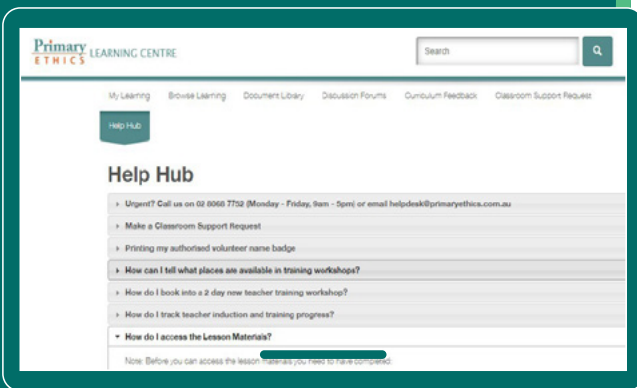 Primary
ETHICS LEARNING CENTRE
Search
My Learning Browse Learning Document Library Discussion Forums Curriculum Feedback Classroom Support Request
Help Hub
Help Hub
Urgent? Call us on 02 8068 7752 (Monday - Friday, 9am - 5pm) or email helpdesk@primaryethics.com.au
Make a Classroom Support Request
Printing my authorised volunteer name badge
How can I tell what places are available in training workshops?
How do I book into a 2 day new teacher training workshop?
How do I track teacher induction and training progress?
How do I access the Lesson Materials?
Note: Before you can access the lesson materials you need to have completed: